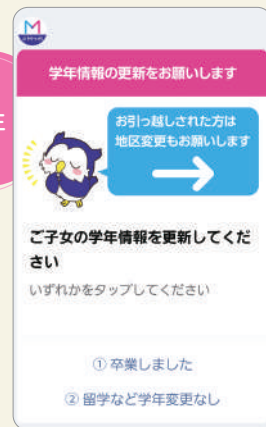 M
学年情報の更新をお願いします
お引っ越しされた方は
地区変更もお願いします
E
ご子女の学年情報を更新してくだ
さい
いずれかをタップしてください
① 卒業しました
② 留学など学年変更なし